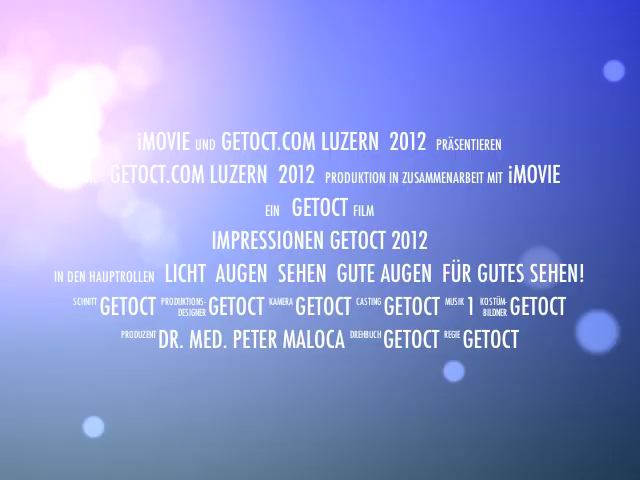 iMOVIE UND GETOCT.COM LUZERN 2012 PRÄSENTIEREN
GETOCT.COM LUZERN 2012 PRODUKTION IN ZUSAMMENARBEIT MIT iMOVIE
EIN GETOCT FILM
IMPRESSIONEN GETOCT 2012
IN DEN HAUPTROLLEN LICHT AUGEN SEHEN GUTE AUGEN FÜR GUTES SEHEN!
SCHNITT GETOCT PRODUKTIONS-DESIGNER GETOCT KAMERA GETOCT CASTING GETOCT MUSIK 1 KOSTÜM-BILDNER GETOCT
PRODUZENT DR. MED. PETER MALOCA DREHBUCH GETOCT REGIE GETOCT